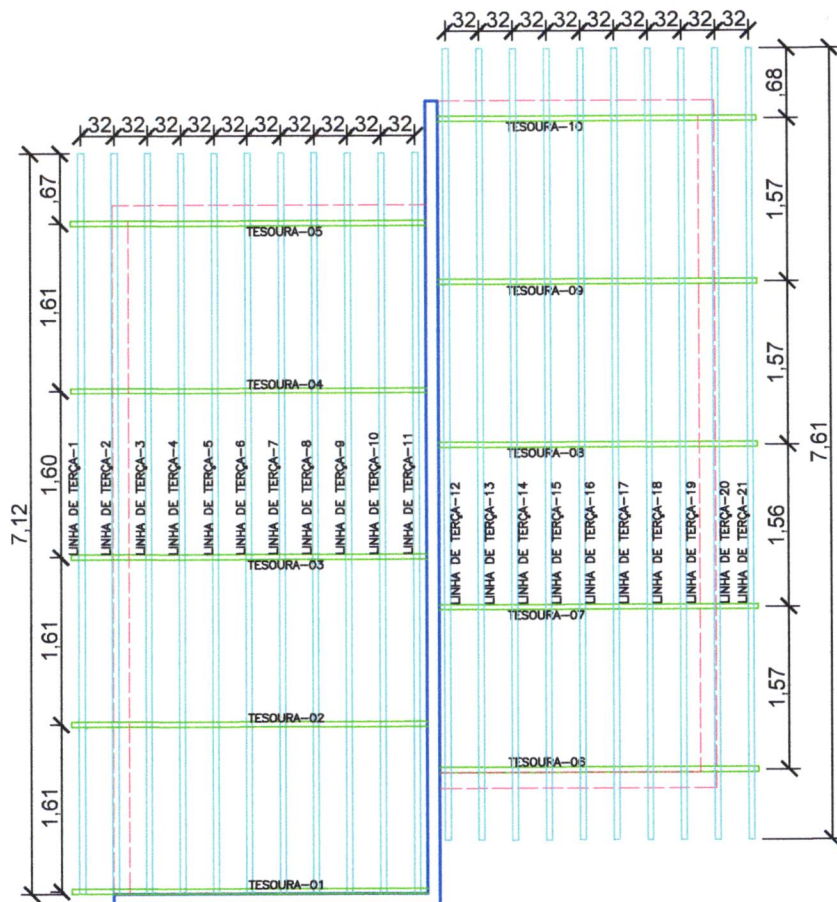 ,32 ,32 ,32 ,32 ,32 ,32 ,32 ,32 ,32
,32 ,32 ,32 ,32 ,32 ,32 ,32 ,32 ,32 ,32
,68
TESOURA-10
,67
1,57
TESOURA-05
TESOURA-09
1,61
1,57
TESOURA-04
TESOURA-08
LINHA DE TERÇA-1
LINHA DE TERÇA-2
LINHA DE TERÇA-3
LINHA DE TERÇA-4
LINHA DE TERÇA-5
LINHA DE TERÇA-6
LINHA DE TERÇA-7
LINHA DE TERÇA-8
LINHA DE TERÇA-9
LINHA DE TERÇA-10
LINHA DE TERÇA-11
1,60
7,12
7,61
TESOURA-03
LINHA DE TERÇA-12
LINHA DE TERÇA-13
LINHA DE TERÇA-14
LINHA DE TERÇA-15
LINHA DE TERÇA-16
LINHA DE TERÇA-17
LINHA DE TERÇA-18
LINHA DE TERÇA-19
LINHA DE TERÇA-20
LINHA DE TERÇA-21
1,56
TESOURA-07
1,61
1,57
TESOURA-02
TESOURA-06
1,61
TESOURA-01